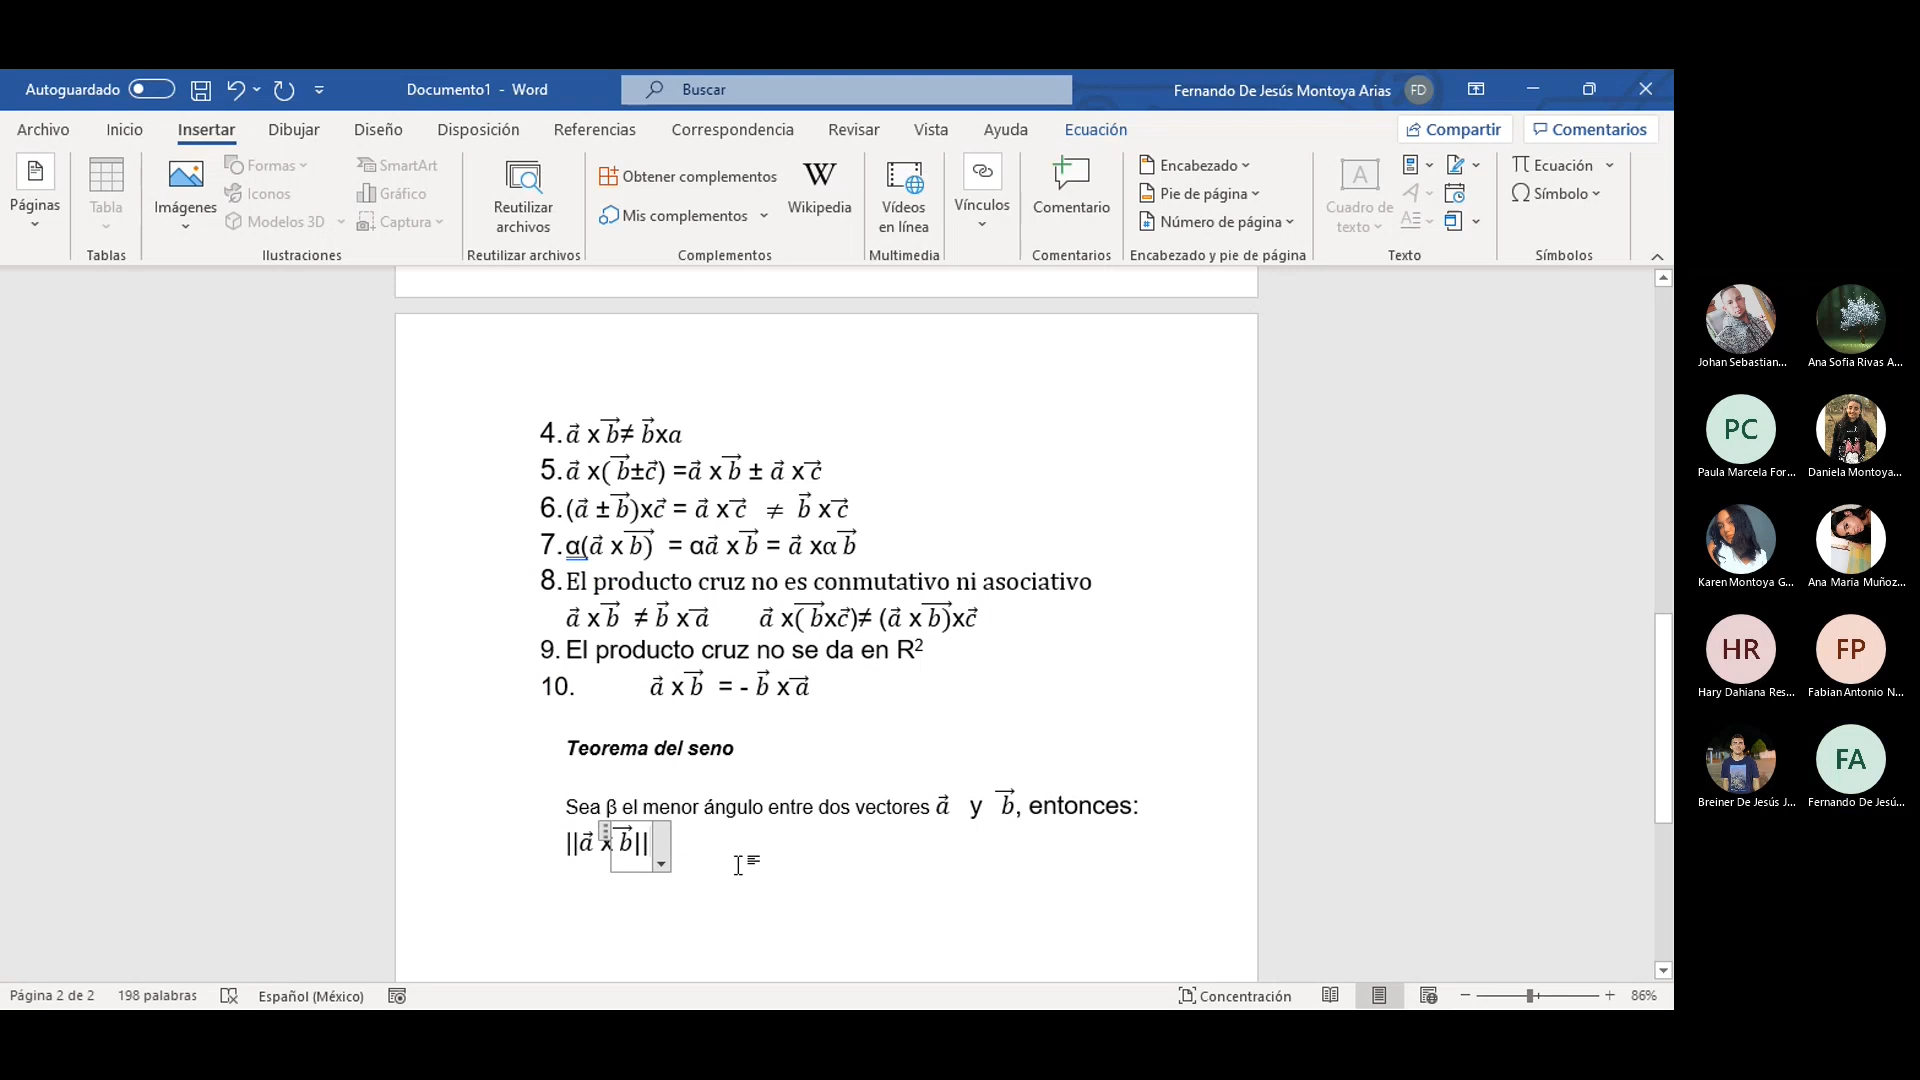 Autoguardado
Documento1 - Word
Buscar
Fernando De Jesús Montoya Arias
FD
Archivo Inicio Insertar Dibujar Diseño Disposición Referencias Correspondencia Revisar Vista Ayuda Ecuación
Compartir Comentarios
Páginas
Tabla
Tablas
Imágenes
Formas
Iconos
Modelos 3D
SmartArt
Gráfico
Captura
Ilustraciones
Reutilizar
archivos
Reutilizar archivos
Obtener complementos
Mis complementos
W
Wikipedia
Complementos
Vídeos
en línea
Multimedia
Vínculos
Comentario
Comentarios
Encabezado
Pie de página
Número de página
Encabezado y pie de página
A
Cuadro de
texto
Texto
π Ecuación
Ω Símbolo
Símbolos
4. a⃗ x b⃗ ≠ b⃗xa
5. a⃗ x( b⃗±c⃗) =a⃗ x b⃗ ± a⃗ x c⃗
6. (a⃗ ± b⃗)xc⃗ = a⃗ x c⃗ ≠ b⃗ x c⃗
7. α(a⃗ x b⃗) = αa⃗ x b⃗ = a⃗ xα b⃗
8. El producto cruz no es conmutativo ni asociativo
a⃗ x b⃗ ≠ b⃗ x a⃗ a⃗ x( b⃗xc⃗)≠ (a⃗ x b⃗)xc⃗
9. El producto cruz no se da en R²
10. a⃗ x b⃗ = - b⃗ x a⃗
Teorema del seno
Sea β el menor ángulo entre dos vectores a⃗ y b⃗, entonces:
||a⃗ x b⃗||
Página 2 de 2 198 palabras Español (México)
Concentración
86%
Johan Sebastian...
Ana Sofia Rivas A...
PC
Paula Marcela For...
Daniela Montoya...
Karen Montoya G...
Ana María Muñoz...
HR
Hary Dahiana Res...
FP
Fabian Antonio N...
Breiner De Jesús J...
FA
Fernando De Jesú...